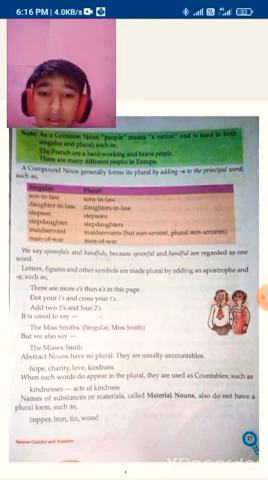 6:16 PM | 4.0KB/s
Note: As a Common Noun "people" means "a nation" and is used in both
singular and plural; such as,
The French are a hard-working and brave people.
There are many different peoples in Europe.
A Compound Noun generally forms its plural by adding -s to the principal word;
such as,
Singular Plural
son-in-law sons-in-law
daughter-in-law daughters-in-law
stepson stepsons
stepdaughter stepdaughters
maidservant maidservants (but man-servant, plural men-servants)
man-of-war men-of-war
We say spoonfuls and handfuls, because spoonful and handful are regarded as one
word.
Letters, figures and other symbols are made plural by adding an apostrophe and
-s; such as,
There are more e's than a's in this page.
Dot your i's and cross your t's.
Add two 5's and four 2's.
It is usual to say —
The Miss Smiths. (Singular, Miss Smith)
But we also say —
The Misses Smith.
Abstract Nouns have no plural. They are usually uncountables.
hope, charity, love, kindness
When such words do appear in the plural, they are used as Countables; such as
kindnesses — acts of kindness
Names of substances or materials, called Material Nouns, also do not have a
plural form; such as,
copper, iron, tin, wood
Nouns-Gender and Number